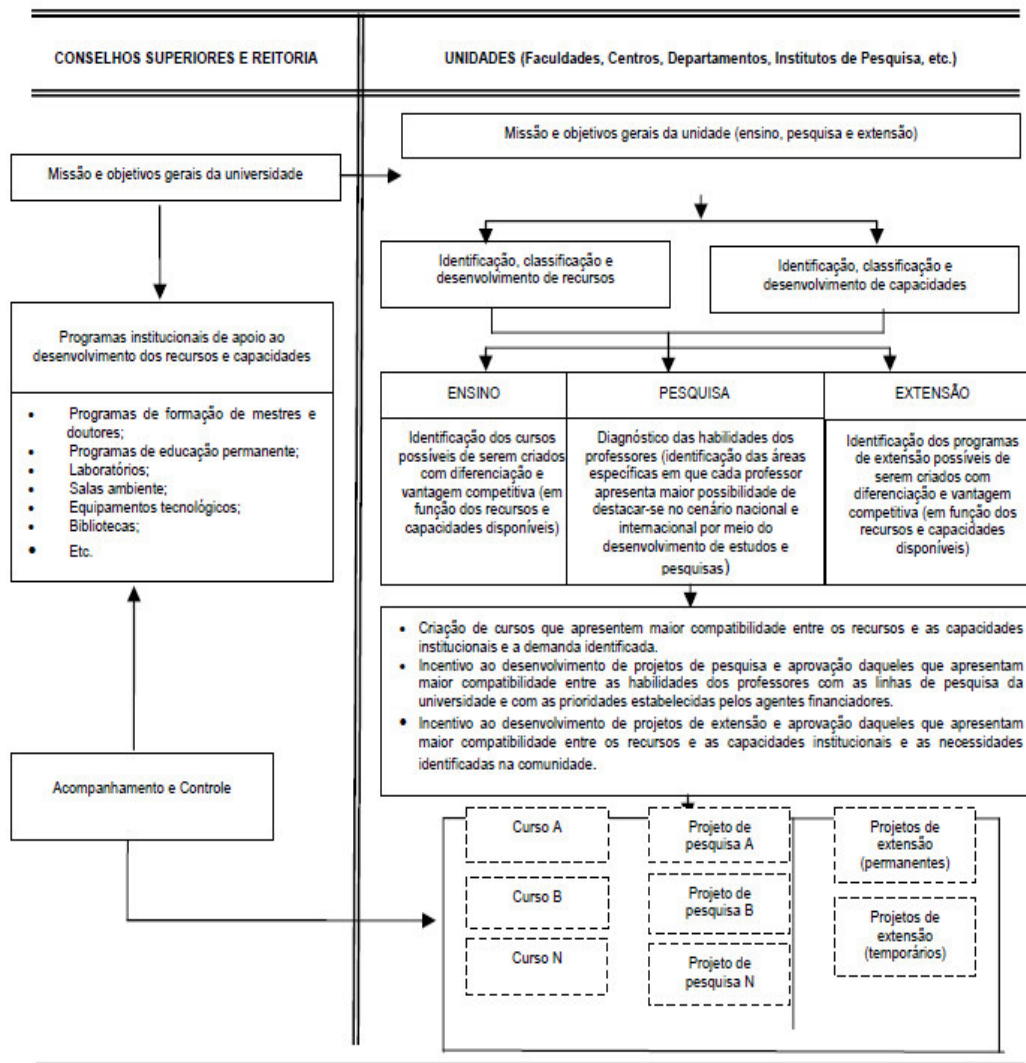 CONSELHOS SUPERIORES E REITORIA
UNIDADES (Faculdades, Centros, Departamentos, Institutos de Pesquisa, etc.)
Missão e objetivos gerais da universidade
Programas institucionais de apoio ao
desenvolvimento dos recursos e capacidades
• Programas de formação de mestres e
doutores;
• Programas de educação permanente;
• Laboratórios;
• Salas ambiente;
• Equipamentos tecnológicos;
• Bibliotecas;
• Etc.
Acompanhamento e Controle
Missão e objetivos gerais da unidade (ensino, pesquisa e extensão)
Identificação, classificação e
desenvolvimento de recursos
Identificação, classificação e
desenvolvimento de capacidades
ENSINO
Identificação dos cursos
possíveis de serem criados
com diferenciação e
vantagem competitiva (em
função dos recursos e
capacidades disponíveis)
PESQUISA
Diagnóstico das habilidades dos
professores (identificação das áreas
específicas em que cada professor
apresenta maior possibilidade de
destacar-se no cenário nacional e
internacional por meio do
desenvolvimento de estudos e
pesquisas)
EXTENSÃO
Identificação dos programas
de extensão possíveis de
serem criados com
diferenciação e vantagem
competitiva (em função dos
recursos e capacidades
disponíveis)
• Criação de cursos que apresentem maior compatibilidade entre os recursos e as capacidades
institucionais e a demanda identificada.
• Incentivo ao desenvolvimento de projetos de pesquisa e aprovação daqueles que apresentam
maior compatibilidade entre as habilidades dos professores com as linhas de pesquisa da
universidade e com as prioridades estabelecidas pelos agentes financiadores.
• Incentivo ao desenvolvimento de projetos de extensão e aprovação daqueles que apresentam
maior compatibilidade entre os recursos e as capacidades institucionais e as necessidades
identificadas na comunidade.
Curso A
Curso B
Curso N
Projeto de
pesquisa A
Projeto de
pesquisa B
Projeto de
pesquisa N
Projetos de
extensão
(permanentes)
Projetos de
extensão
(temporários)